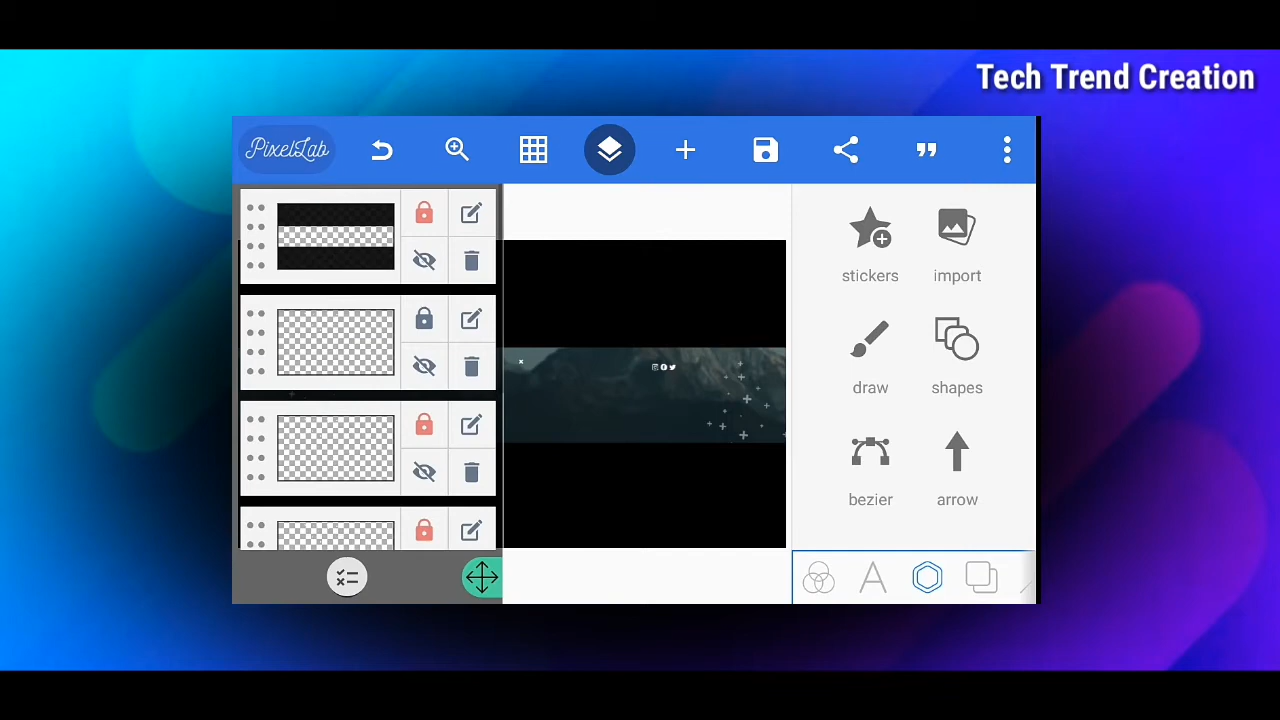 Tech Trend Creation
PixelLab
stickers
import
draw
shapes
bezier
arrow